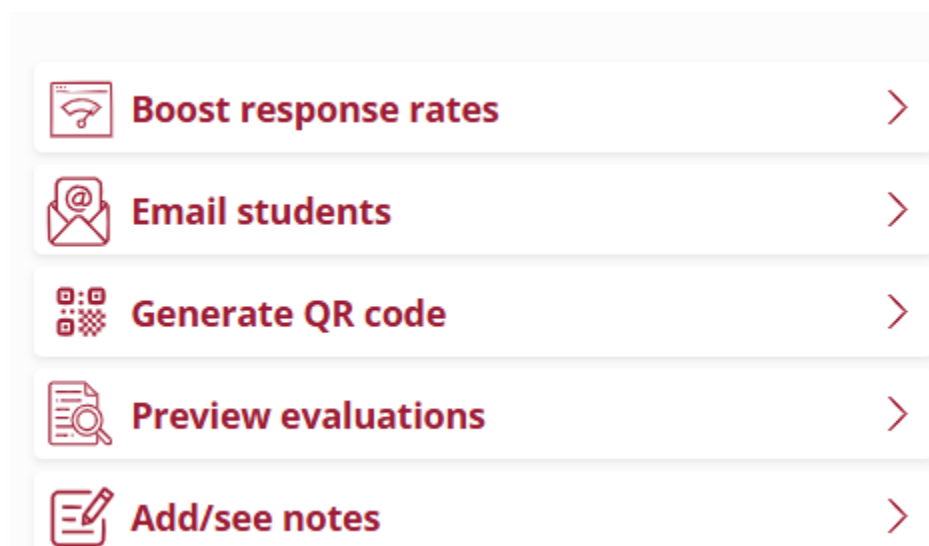 Boost response rates
Email students
Generate QR code
Preview evaluations
Add/see notes